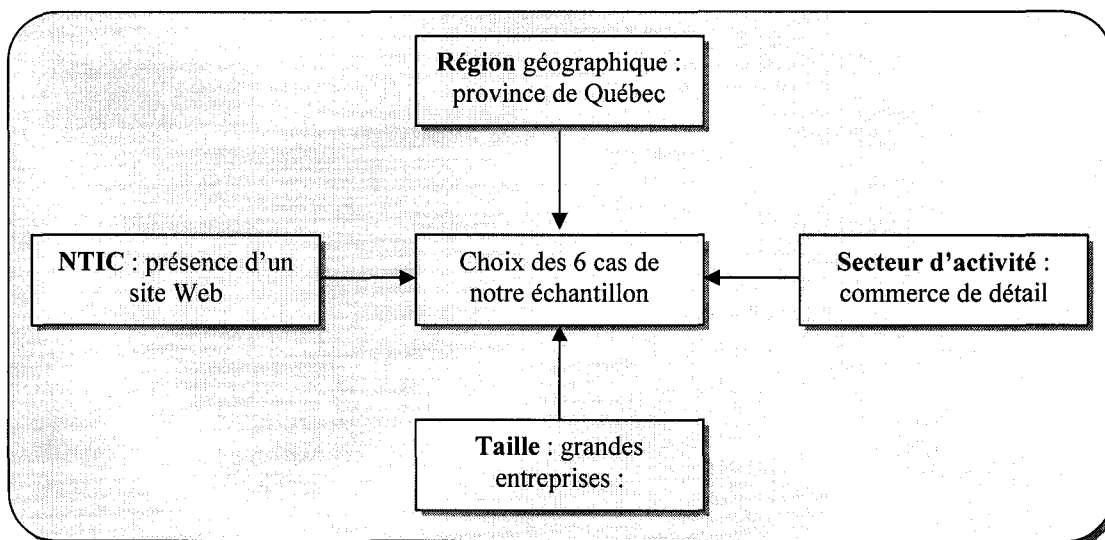 Région géographique :
province de Québec
NTIC : présence d'un
site Web
Choix des 6 cas de
notre échantillon
Secteur d'activité :
commerce de détail
Taille : grandes
entreprises :